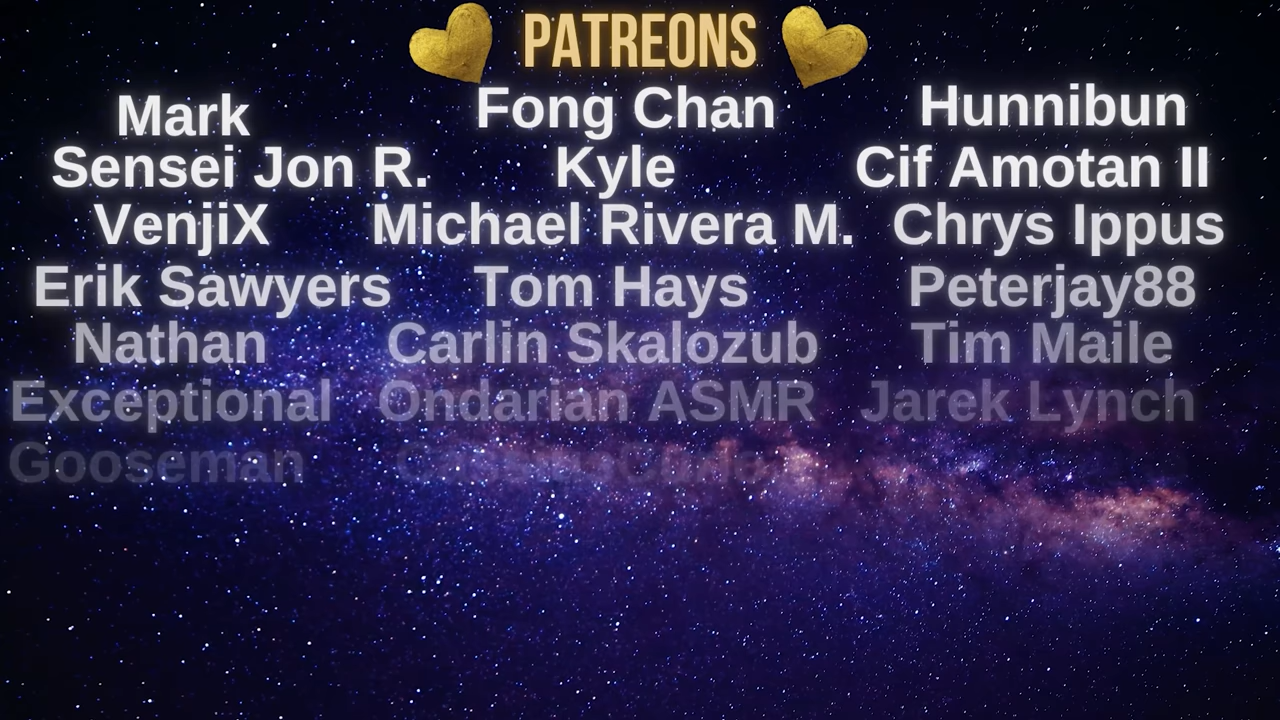 PATREONS
Mark Fong Chan Hunnibun
Sensei Jon R. Kyle Cif Amotan II
VenjiX Michael Rivera M. Chrys Ippus
Erik Sawyers Tom Hays Peterjay88
Nathan Carlin Skalozub Tim Maile
Exceptional Ondarian ASMR Jarek Lynch
Gooseman